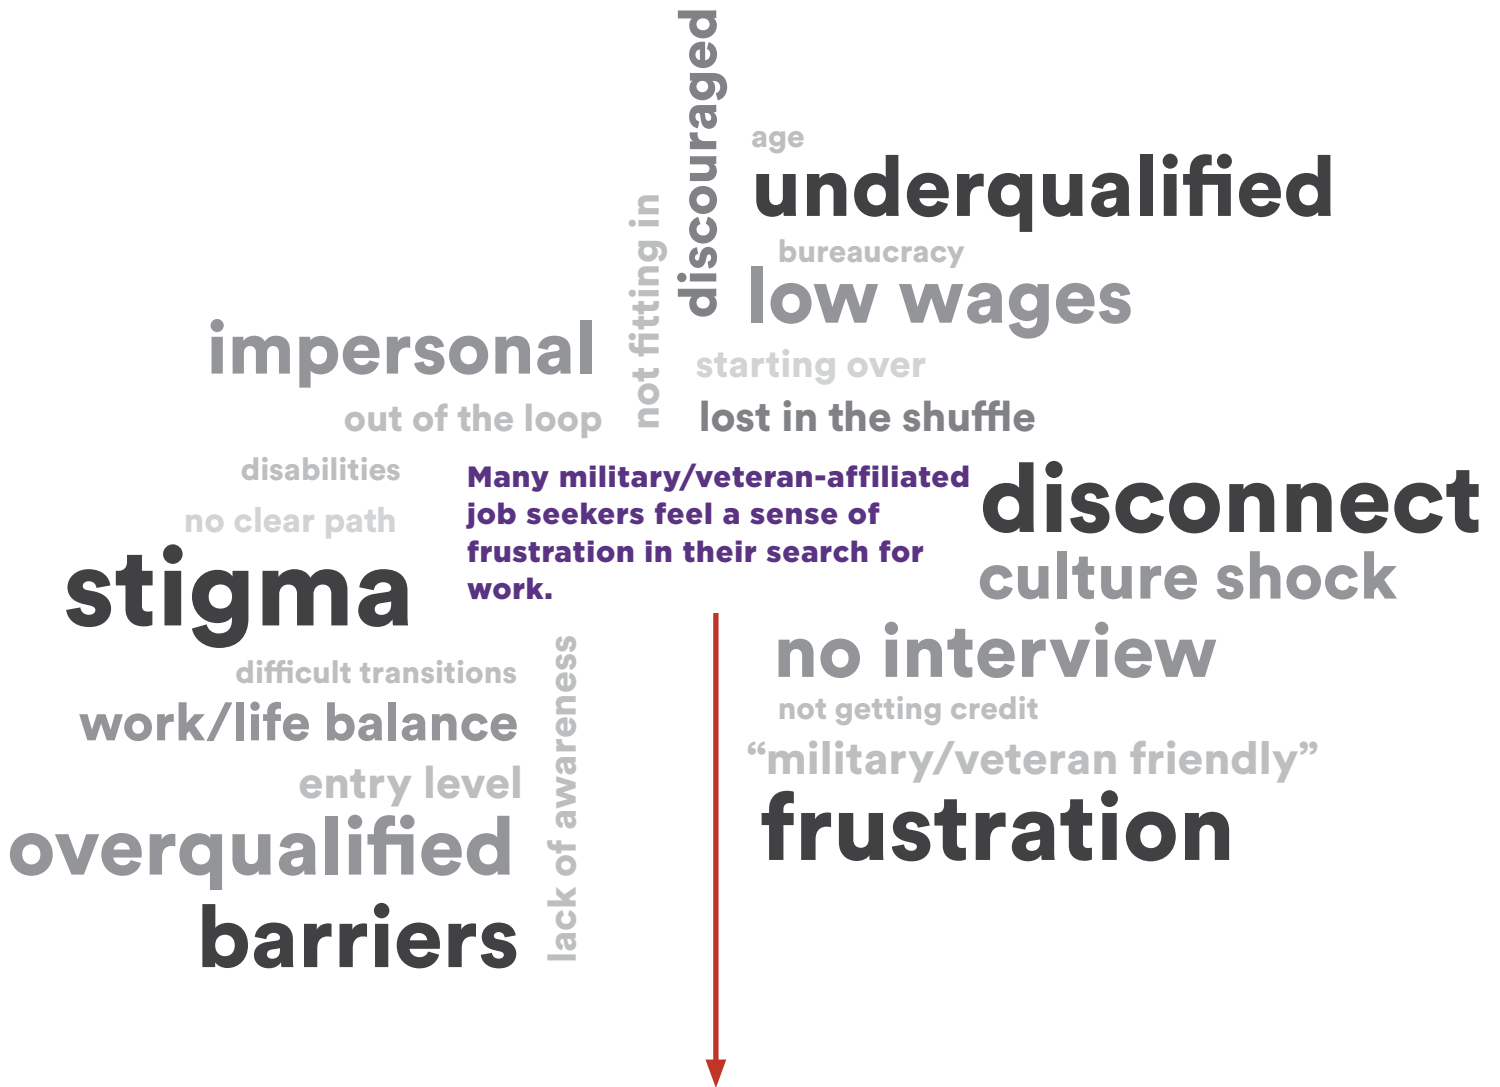 discouraged
age
underqualified
bureaucracy
low wages
not fitting in
impersonal
starting over
out of the loop
lost in the shuffle
disabilities
no clear path
stigma
Many military/veteran-affiliated
job seekers feel a sense of
frustration in their search for
work.
disconnect
culture shock
no interview
difficult transitions
work/life balance
lack of awareness
not getting credit
entry level
“military/veteran friendly”
overqualified
frustration
barriers